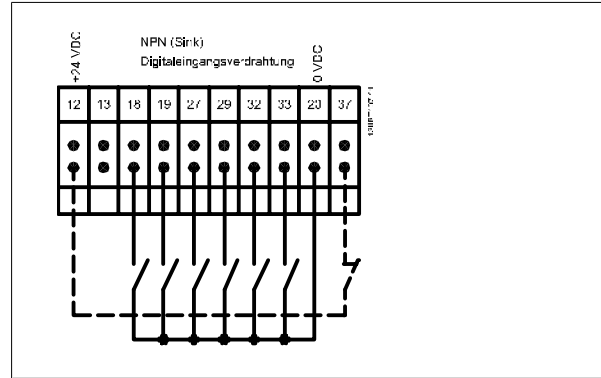 +24 VDC
NPN (Sink)
Digitaleingangsverdrahtung
0 VDC
12 13 18 19 27 29 32 33 20 37